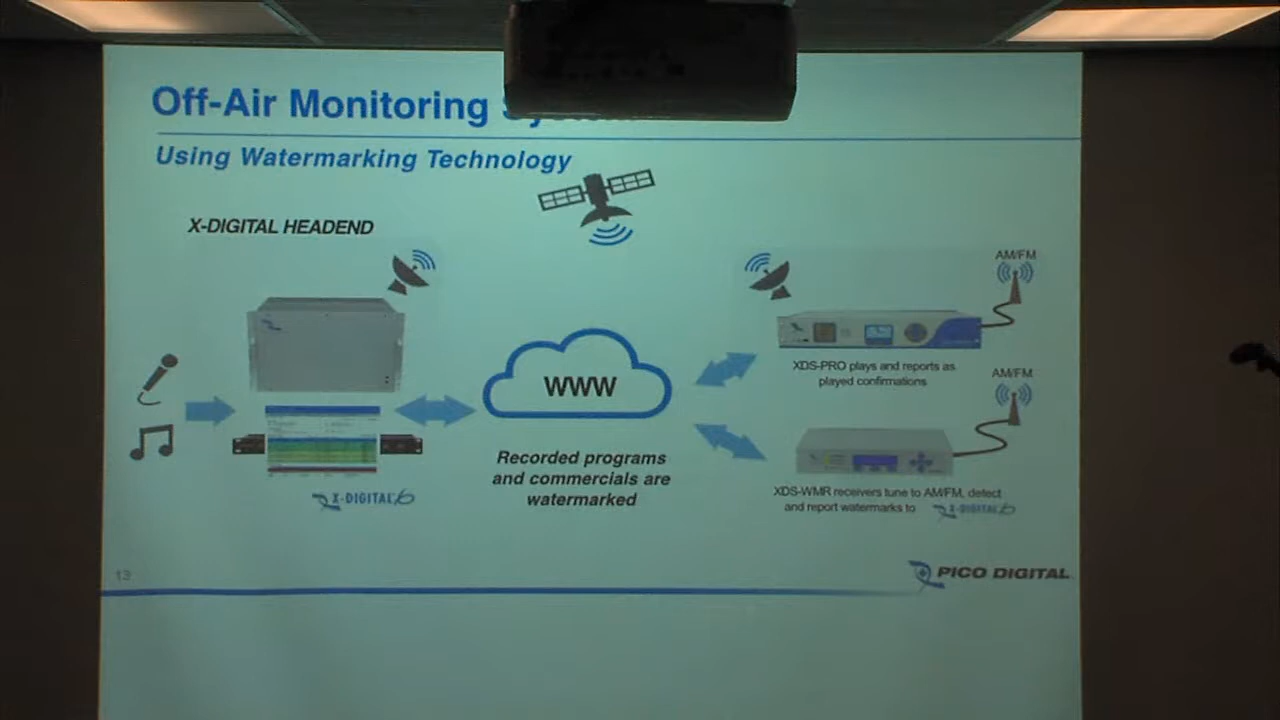 Off-Air Monitoring
Using Watermarking Technology
X-DIGITAL HEADEND
AM/FM
WWW
XDS-PRO plays and reports as
played confirmations
AM/FM
Recorded programs
and commercials are
watermarked
XDS-WMR receivers tune to AM/FM, detect
and report watermarks to X-DIGITAL6
X-DIGITAL6
13
PICO DIGITAL